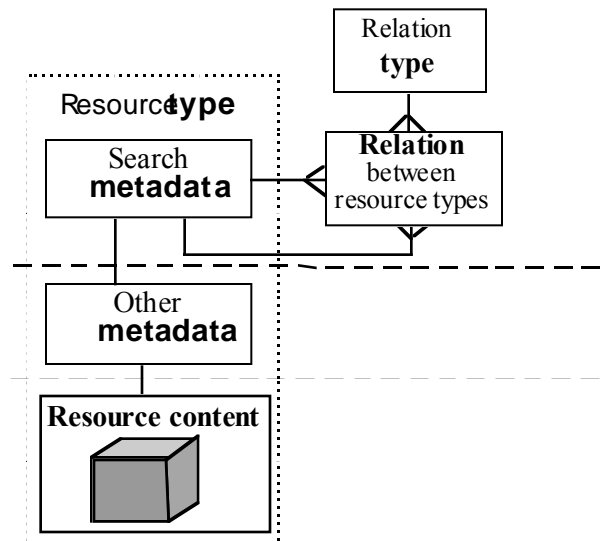 Relation
type
Resource type
Search
metadata
Relation
between
resource types
Other
metadata
Resource content